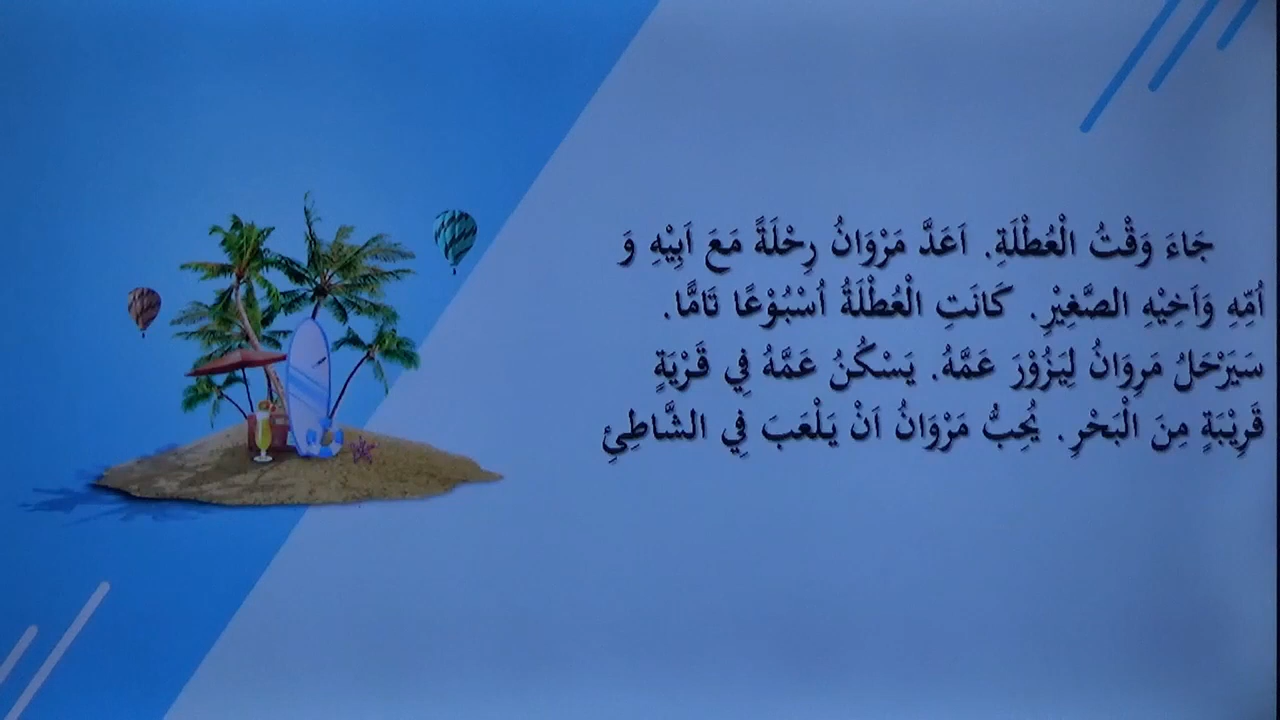 جَاءَ وَقْتُ الْعُطْلَةِ. اَعَدَّ مَرْوَانُ رِحْلَةً مَعَ اَبِيْهِ وَ
اُمِّهِ وَاَخِيْهِ الصَّغِيْرِ. كَانَتِ الْعُطْلَةُ اُسْبُوْعًا تَامًّا.
سَيَرْحَلُ مَرِوَانُ لِيَزُوْرَ عَمَّهُ. يَسْكُنُ عَمَّهُ فِي قَرْيَةٍ
قَرِيْبَةٍ مِنَ الْبَحْرِ. يُحِبُّ مَرْوَانُ اَنْ يَلْعَبَ فِي الشَّاطِئِ